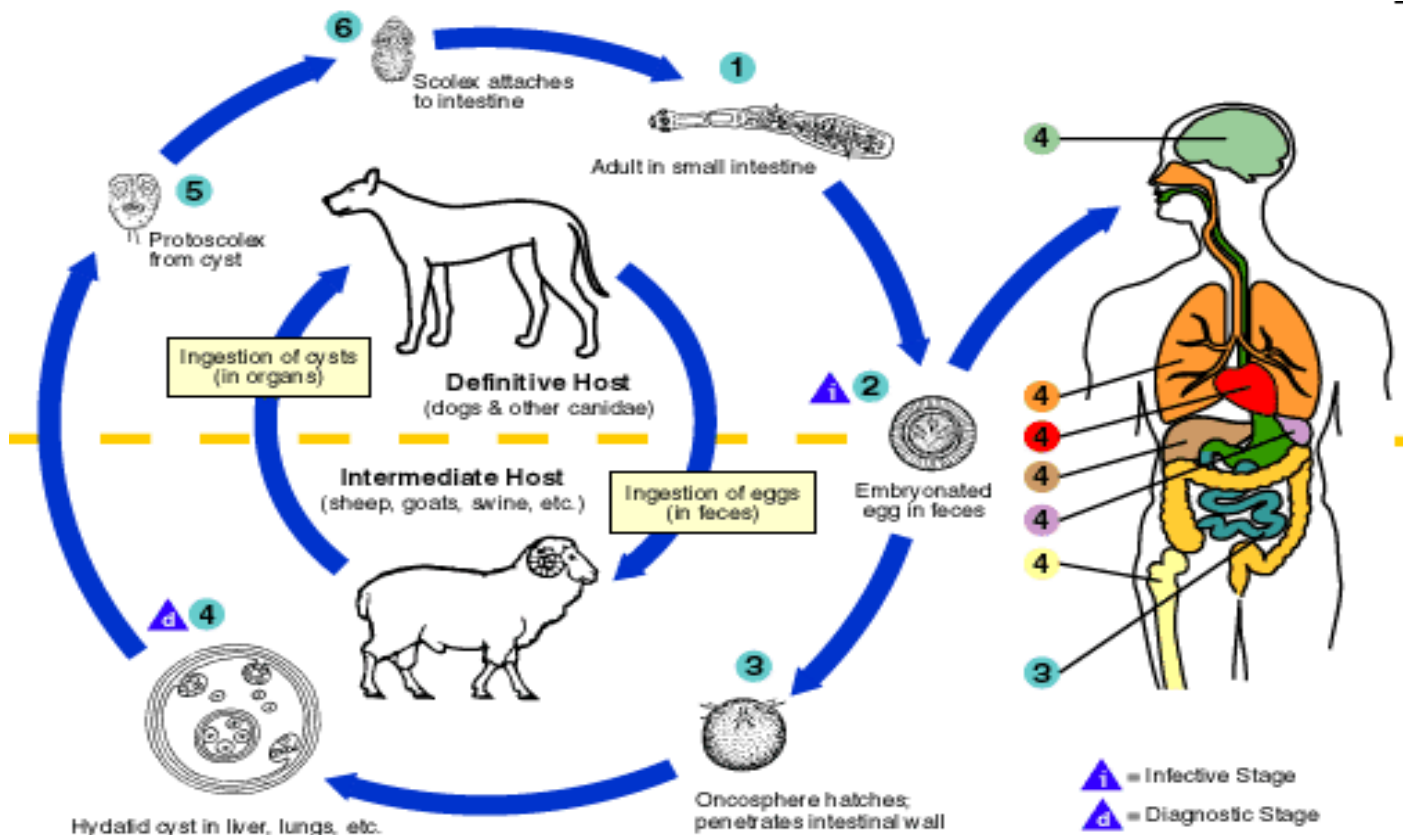 6
Scolex attaches
to intestine
1
Adult in small intestine
5
Protoscolex
from cyst
Ingestion of cysts
(in organs)
Definitive Host
(dogs & other canidae)
i 2
Embryonated
egg in feces
Intermediate Host
(sheep, goats, swine, etc.)
Ingestion of eggs
(in feces)
d 4
Hydatid cyst in liver, lungs, etc.
3
Oncosphere hatches;
penetrates intestinal wall
4
4
4
4
4
4
3
i = Infective Stage
d = Diagnostic Stage